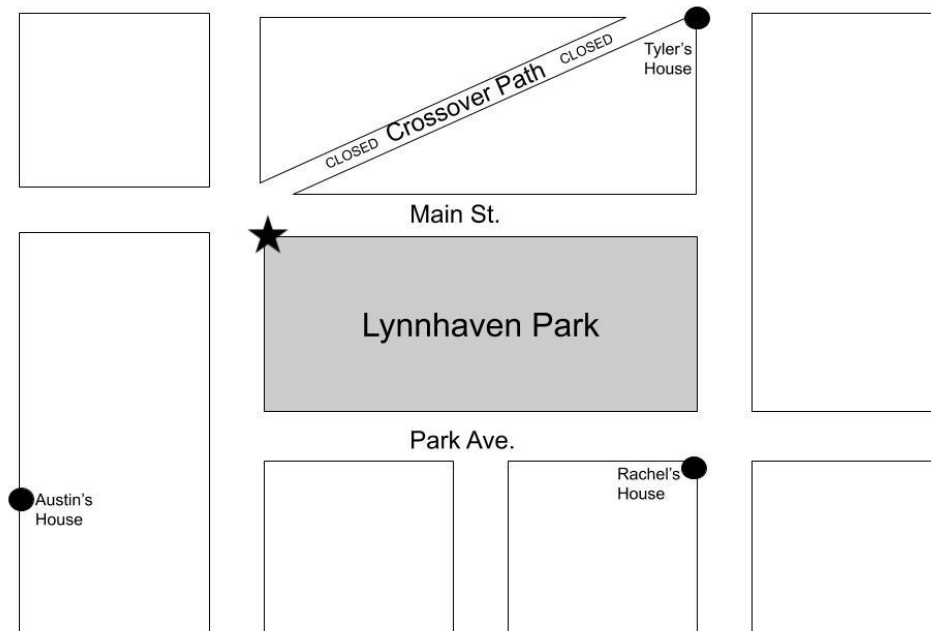 CLOSED
Crossover Path
CLOSED
Tyler's
House
Main St.
Lynnhaven Park
Park Ave.
Rachel's
House
Austin's
House